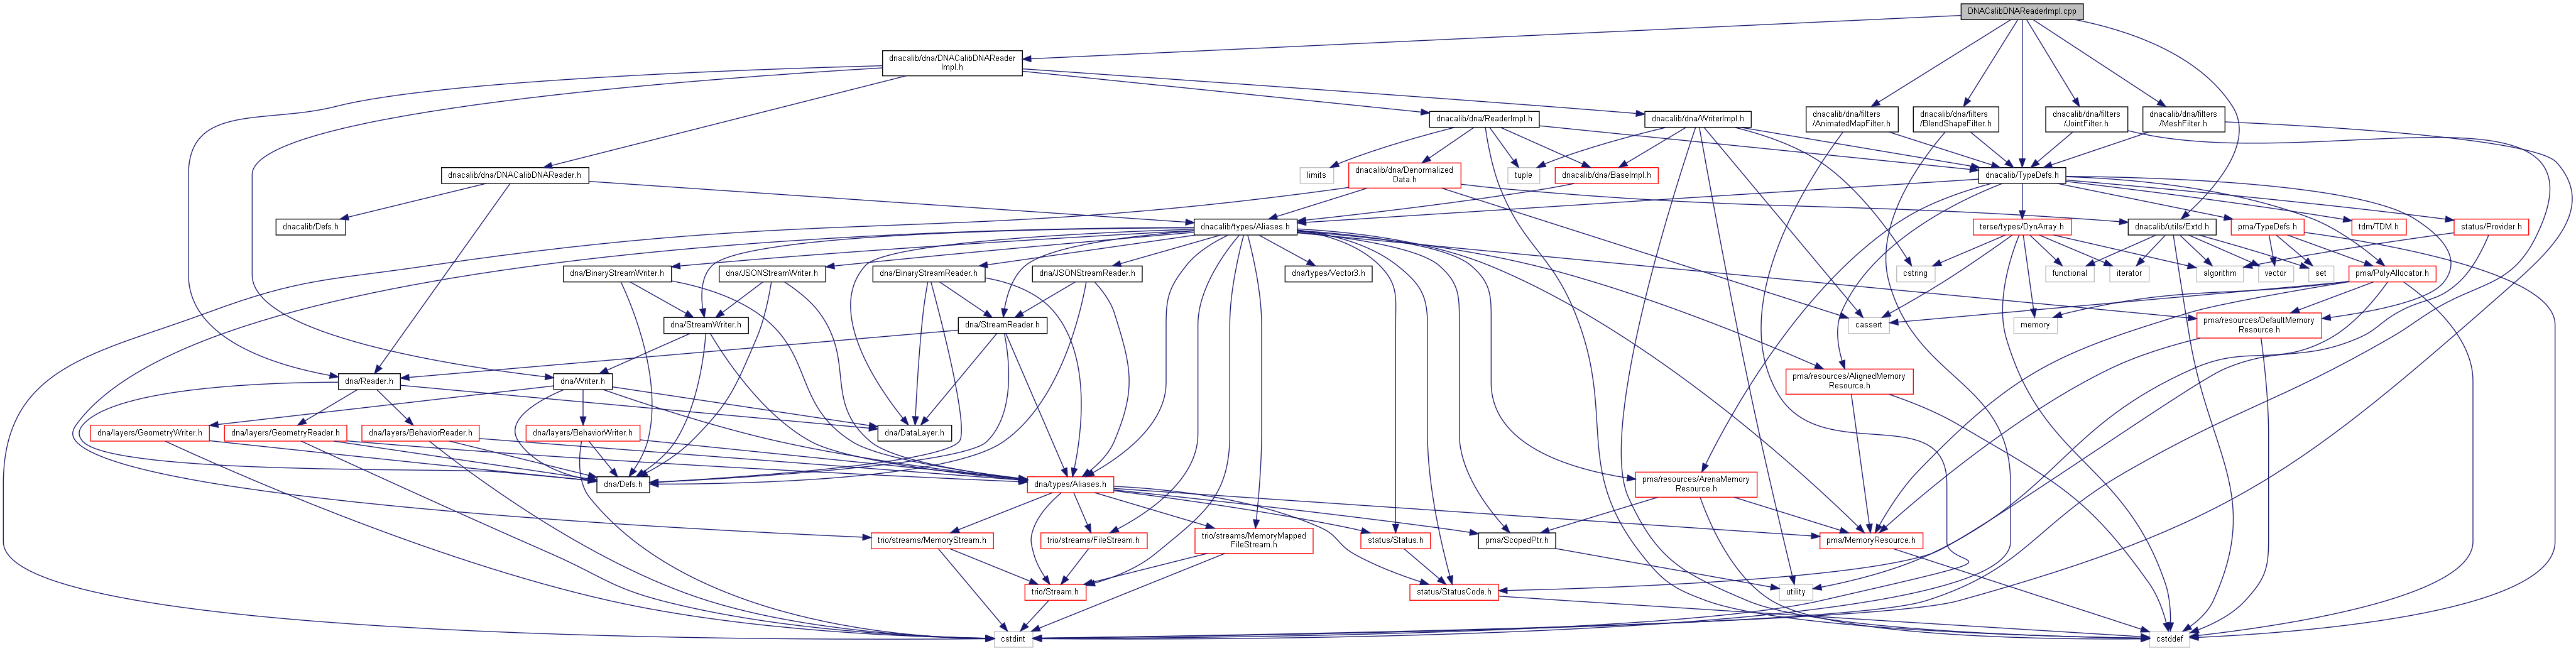 DNACalibDNAReaderImpl.cpp
dnacalib/dna/DNACalibDNAReader
Impl.h
dnacalib/dna/ReaderImpl.h
dnacalib/dna/WriterImpl.h
dnacalib/dna/filters
/AnimatedMapFilter.h
dnacalib/dna/filters
/BlendShapeFilter.h
dnacalib/dna/filters
/JointFilter.h
dnacalib/dna/filters
/MeshFilter.h
dnacalib/dna/DNACalibDNAReader.h
limits
dnacalib/dna/Denormalized
Data.h
tuple
dnacalib/dna/BaseImpl.h
dnacalib/TypeDefs.h
dnacalib/Defs.h
dnacalib/types/Aliases.h
terse/types/DynArray.h
dnacalib/utils/Extd.h
pma/TypeDefs.h
tdm/TDM.h
status/Provider.h
dna/BinaryStreamWriter.h
dna/JSONStreamWriter.h
dna/BinaryStreamReader.h
dna/JSONStreamReader.h
dna/types/Vector3.h
cstring
functional
iterator
algorithm
vector
set
pma/PolyAllocator.h
dna/StreamWriter.h
dna/StreamReader.h
cassert
memory
pma/resources/DefaultMemory
Resource.h
dna/Reader.h
dna/Writer.h
pma/resources/AlignedMemory
Resource.h
dna/layers/GeometryWriter.h
dna/layers/GeometryReader.h
dna/layers/BehaviorReader.h
dna/layers/BehaviorWriter.h
dna/DataLayer.h
dna/Defs.h
dna/types/Aliases.h
pma/resources/ArenaMemory
Resource.h
trio/streams/MemoryStream.h
trio/streams/FileStream.h
trio/streams/MemoryMapped
FileStream.h
status/Status.h
pma/ScopedPtr.h
pma/MemoryResource.h
trio/Stream.h
status/StatusCode.h
utility
cstdint
cstddef